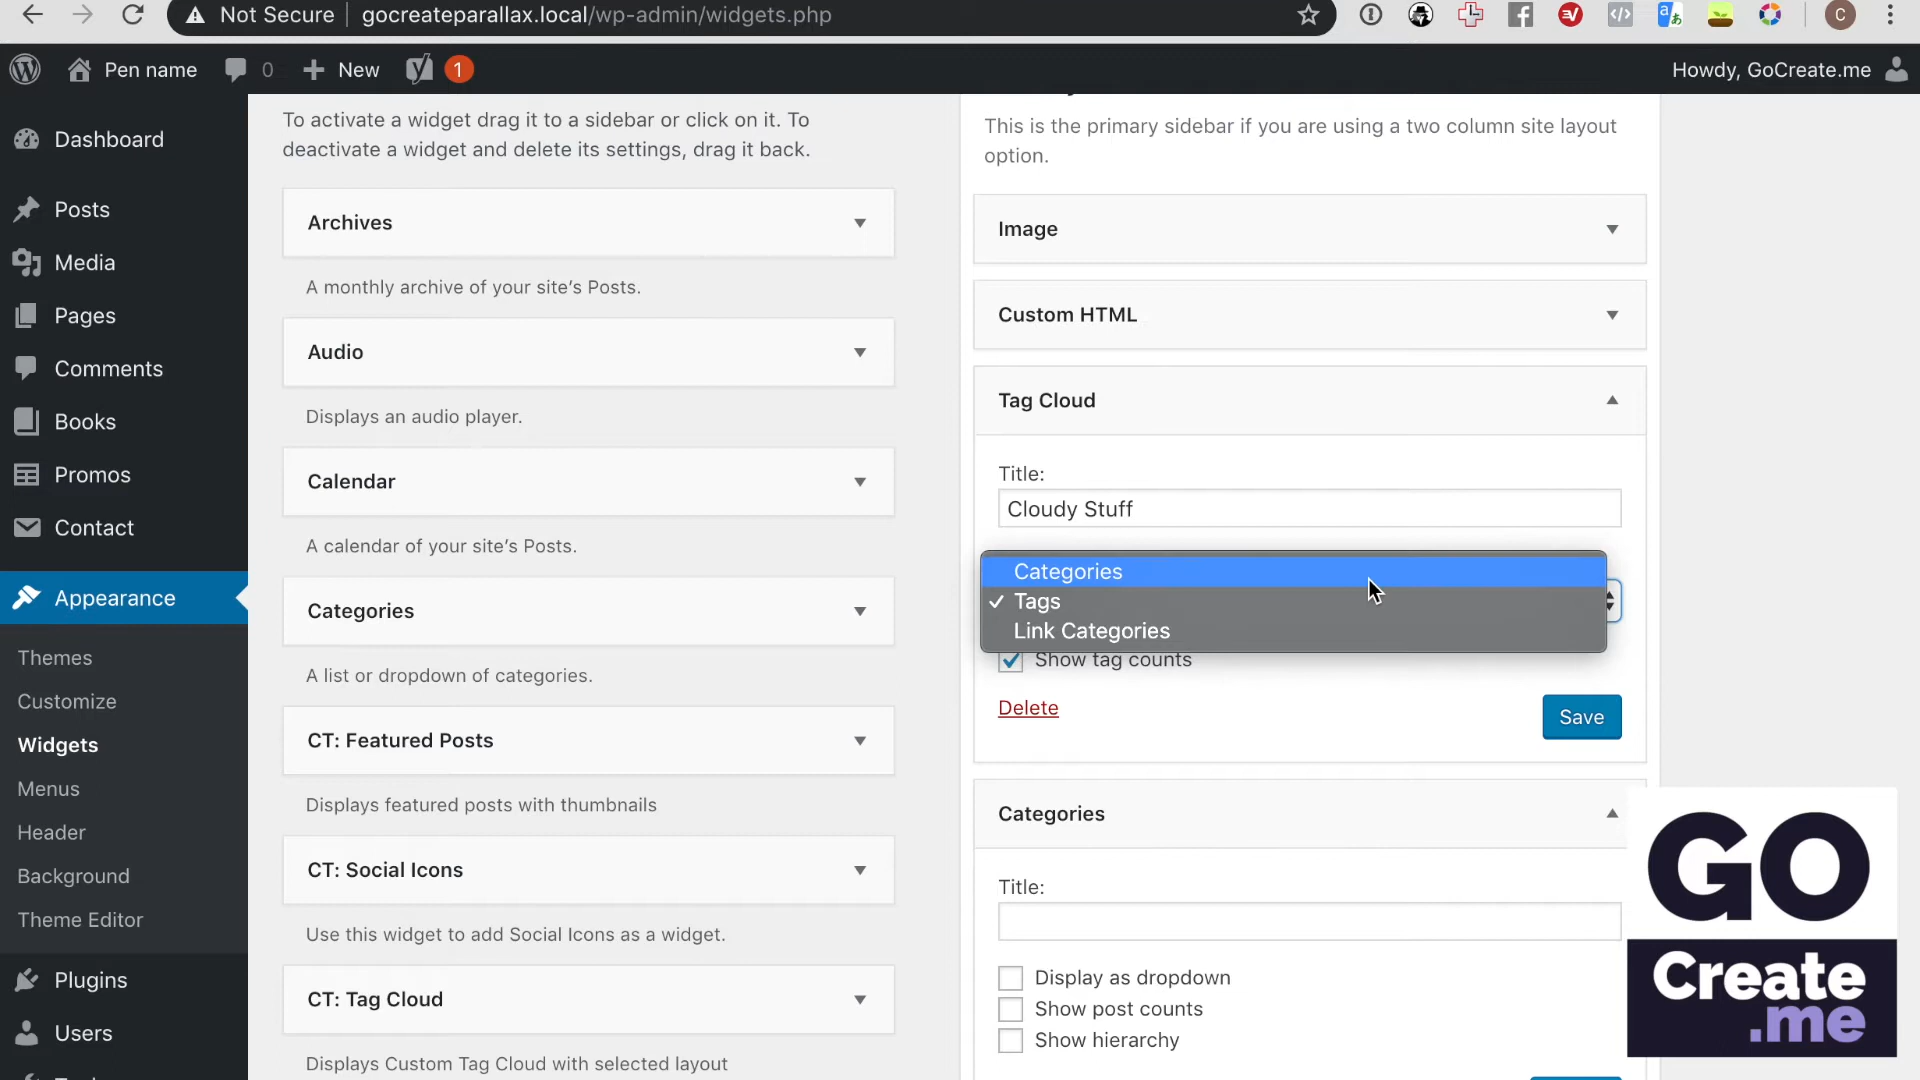 Not Secure
gocreateparallax.local/wp-admin/widgets.php
C
Pen name
0
New
1
Howdy, GoCreate.me
Dashboard
Posts
Media
Pages
Comments
Books
Promos
Contact
Appearance
Themes
Customize
Widgets
Menus
Header
Background
Theme Editor
Plugins
Users
To activate a widget drag it to a sidebar or click on it. To
deactivate a widget and delete its settings, drag it back.
Archives
A monthly archive of your site’s Posts.
Audio
Displays an audio player.
Calendar
A calendar of your site’s Posts.
Categories
A list or dropdown of categories.
CT: Featured Posts
Displays featured posts with thumbnails
CT: Social Icons
Use this widget to add Social Icons as a widget.
CT: Tag Cloud
Displays Custom Tag Cloud with selected layout
This is the primary sidebar if you are using a two column site layout
option.
Image
Custom HTML
Tag Cloud
Title:
Cloudy Stuff
Categories
✓ Tags
Link Categories
Show tag counts
Delete
Save
Categories
Title:
Display as dropdown
Show post counts
Show hierarchy
GO
Create
.me